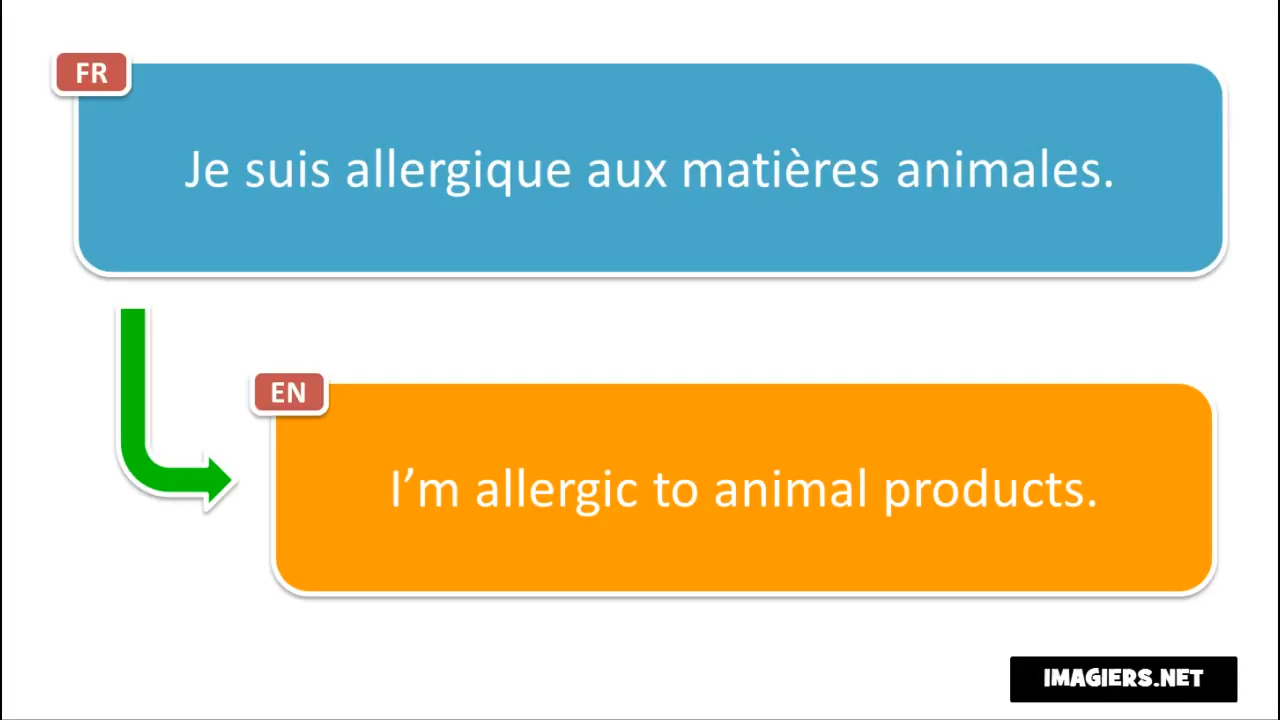 FR
Je suis allergique aux matières animales.
EN
I’m allergic to animal products.
IMAGIERS.NET